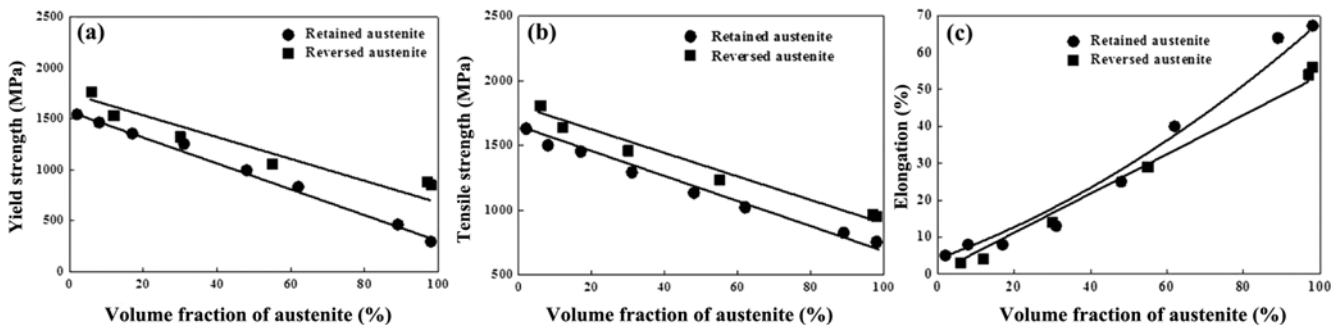 (a)
Retained austenite
Reversed austenite
Yield strength (MPa)
2500
2000
1500
1000
500
0
0 20 40 60 80 100
Volume fraction of austenite (%)
(b)
Retained austenite
Reversed austenite
Tensile strength (MPa)
2500
2000
1500
1000
500
0 20 40 60 80 100
Volume fraction of austenite (%)
(c)
Retained austenite
Reversed austenite
Elongation (%)
70
60
50
40
30
20
10
0
0 20 40 60 80 100
Volume fraction of austenite (%)